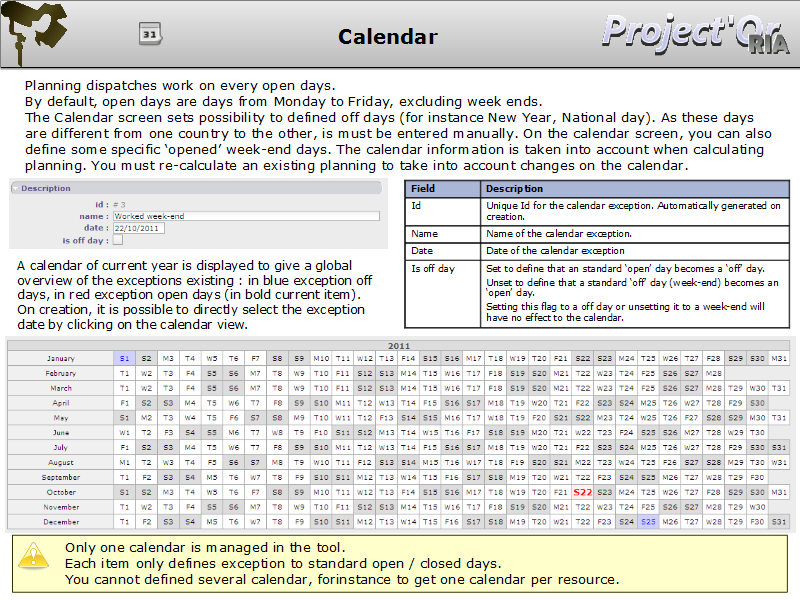 31
Calendar
Project'Or
RIA
Planning dispatches work on every open days.
By default, open days are days from Monday to Friday, excluding week ends.
The Calendar screen sets possibility to defined off days (for instance New Year, National day). As these days
are different from one country to the other, is must be entered manually. On the calendar screen, you can also
define some specific 'opened' week-end days. The calendar information is taken into account when calculating
planning. You must re-calculate an existing planning to take into account changes on the calendar.
Description
id : # 3
name : Worked week-end
date : 22/10/2011
is off day :
A calendar of current year is displayed to give a global
overview of the exceptions existing : in blue exception off
days, in red exception open days (in bold current item).
On creation, it is possible to directly select the exception
date by clicking on the calendar view.
Field Description
Id Unique Id for the calendar exception. Automatically generated on
creation.
Name Name of the calendar exception.
Date Date of the calendar exception
Is off day Set to define that an standard 'open' day becomes a 'off' day.
Unset to define that a standard 'off' day (week-end) becomes an
'open' day.
Setting this flag to a off day or unsetting it to a week-end will
have no effect to the calendar.
2011
January S1 S2 M3 T4 W5 T6 F7 S8 S9 M10 T11 W12 T13 F14 S15 S16 M17 T18 W19 T20 F21 S22 S23 M24 T25 W26 T27 F28 S29 S30 M31
February T1 W2 T3 F4 S5 S6 M7 T8 W9 T10 F11 S12 S13 M14 T15 W16 T17 F18 S19 S20 M21 T22 W23 T24 F25 S26 S27 M28
March T1 W2 T3 F4 S5 S6 M7 T8 W9 T10 F11 S12 S13 M14 T15 W16 T17 F18 S19 S20 M21 T22 W23 T24 F25 S26 S27 M28 T29 W30 T31
April F1 S2 S3 M4 T5 W6 T7 F8 S9 S10 M11 T12 W13 T14 F15 S16 S17 M18 T19 W20 T21 F22 S23 S24 M25 T26 W27 T28 F29 S30
May S1 M2 T3 W4 T5 F6 S7 S8 M9 T10 W11 T12 F13 S14 S15 M16 T17 W18 T19 F20 S21 S22 M23 T24 W25 T26 F27 S28 S29 M30 T31
June W1 T2 F3 S4 S5 M6 T7 W8 T9 F10 S11 S12 M13 T14 W15 T16 F17 S18 S19 M20 T21 W22 T23 F24 S25 S26 M27 T28 W29 T30
July F1 S2 S3 M4 T5 W6 T7 F8 S9 S10 M11 T12 W13 T14 F15 S16 S17 M18 T19 W20 T21 F22 S23 S24 M25 T26 W27 T28 F29 S30 S31
August M1 T2 W3 T4 F5 S6 S7 M8 T9 W10 T11 F12 S13 S14 M15 T16 W17 T18 F19 S20 S21 M22 T23 W24 T25 F26 S27 S28 M29 T30 W31
September T1 F2 S3 S4 M5 T6 W7 T8 F9 S10 S11 M12 T13 W14 T15 F16 S17 S18 M19 T20 W21 T22 F23 S24 S25 M26 T27 W28 T29 F30
October S1 S2 M3 T4 W5 T6 F7 S8 S9 M10 T11 W12 T13 F14 S15 S16 M17 T18 W19 T20 F21 S22 S23 M24 T25 W26 T27 F28 S29 S30 M31
November T1 W2 T3 F4 S5 S6 M7 T8 W9 T10 F11 S12 S13 M14 T15 W16 T17 F18 S19 S20 M21 T22 W23 T24 F25 S26 S27 M28 T29 W30
December T1 F2 S3 S4 M5 T6 W7 T8 F9 S10 S11 M12 T13 W14 T15 F16 S17 S18 M19 T20 W21 T22 F23 S24 S25 M26 T27 W28 T29 F30 S31
Only one calendar is managed in the tool.
Each item only defines exception to standard open / closed days.
You cannot defined several calendar, forinstance to get one calendar per resource.